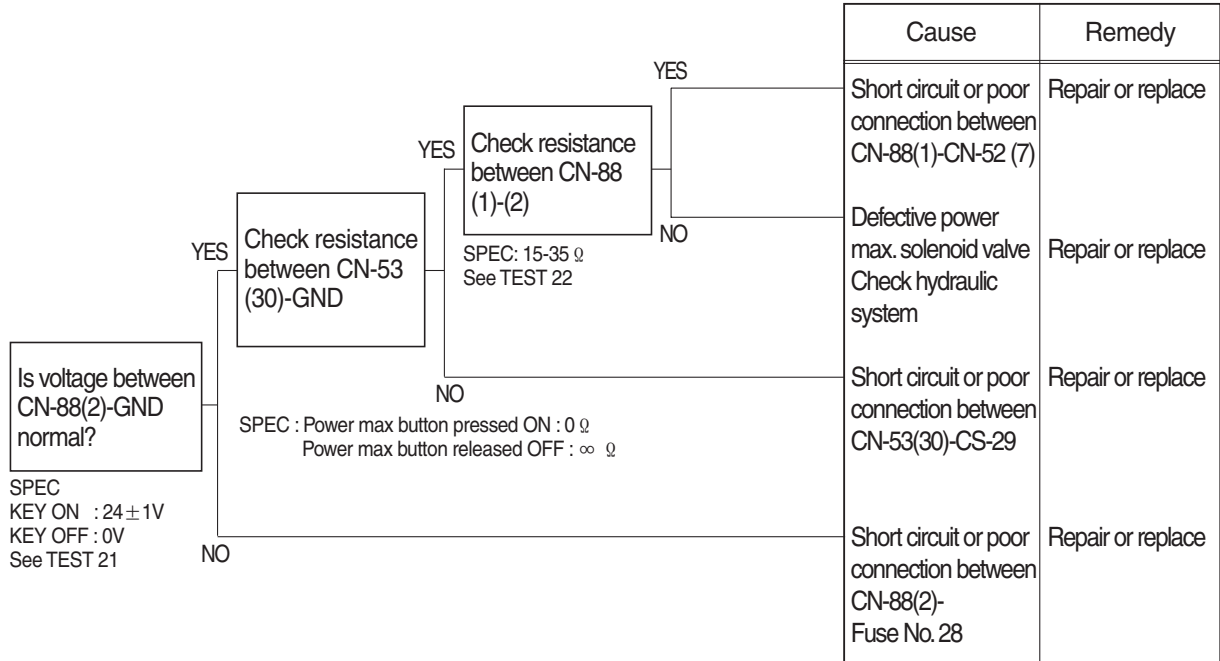 Cause
Remedy
YES
Short circuit or poor
connection between
CN-88(1)-CN-52 (7)
Repair or replace
YES
Check resistance
between CN-88
(1)-(2)
NO
SPEC: 15-35 Ω
See TEST 22
Defective power
max. solenoid valve
Check hydraulic
system
Repair or replace
YES
Check resistance
between CN-53
(30)-GND
NO
SPEC : Power max button pressed ON : 0 Ω
Power max button released OFF : ∞ Ω
Short circuit or poor
connection between
CN-53(30)-CS-29
Repair or replace
Is voltage between
CN-88(2)-GND
normal?
SPEC
KEY ON : 24±1V
KEY OFF : 0V
See TEST 21
NO
Short circuit or poor
connection between
CN-88(2)-
Fuse No. 28
Repair or replace